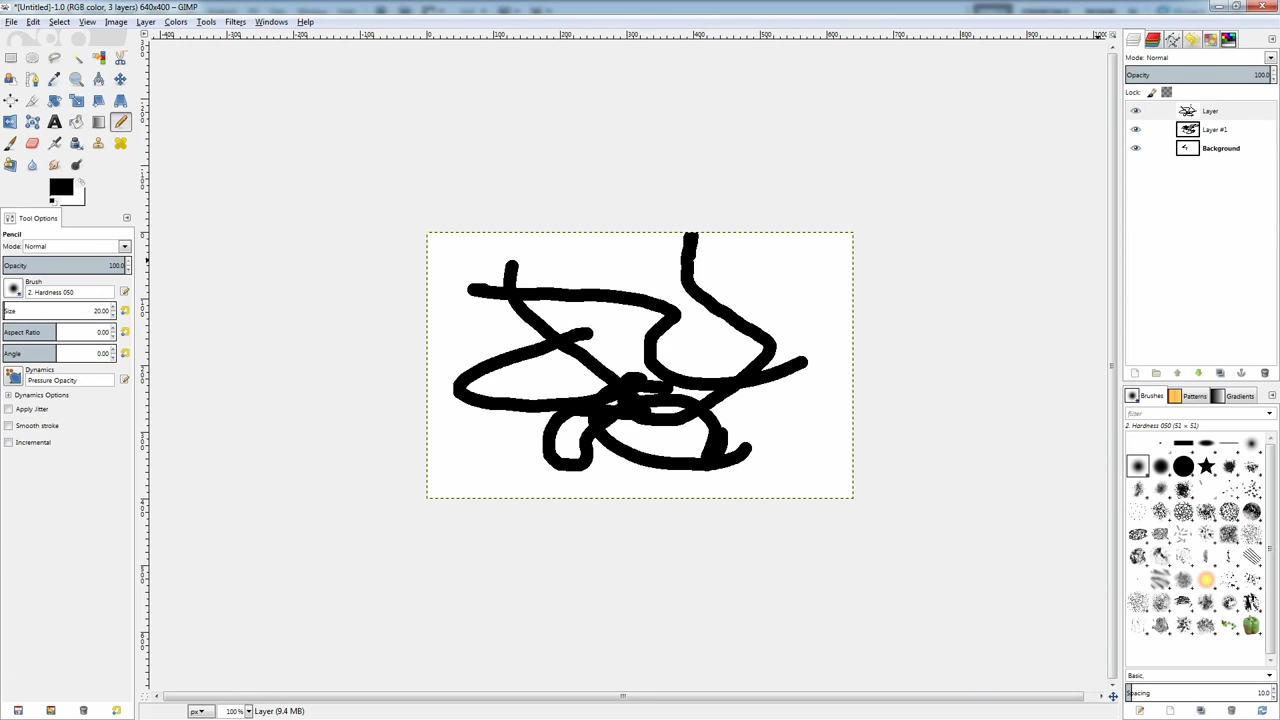 *[Untitled]-1.0 (RGB color, 3 layers) 640x400 – GIMP
File Edit Select View Image Layer Colors Tools Filters Windows Help
Tool Options
Pencil
Mode: Normal
Opacity 100.0
Brush
2. Hardness 050
Size 20.00
Aspect Ratio 0.00
Angle 0.00
Dynamics
Pressure Opacity
Dynamics Options
Apply Jitter
Smooth stroke
Incremental
px 100% Layer (9.4 MB)
Mode: Normal
Opacity 100.0
Lock:
Layer
Layer #1
Background
Brushes Patterns Gradients
filter
2. Hardness 050 (51 × 51)
Basic,
Spacing 10.0